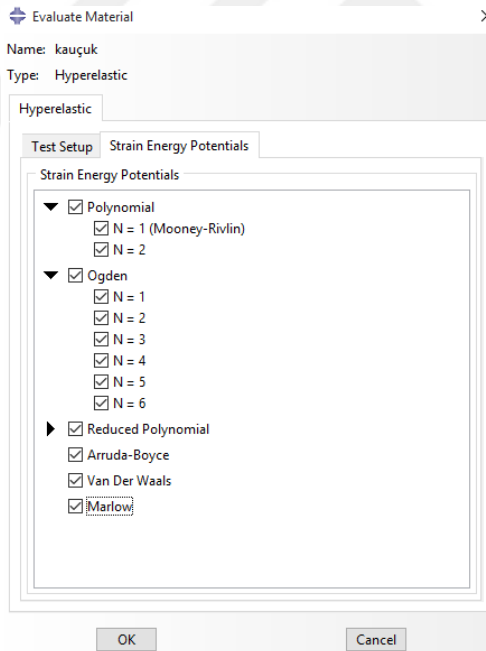 Evaluate Material
Name: kauçuk
Type: Hyperelastic
Hyperelastic
Test Setup Strain Energy Potentials
Strain Energy Potentials
Polynomial
N = 1 (Mooney-Rivlin)
N = 2
Ogden
N = 1
N = 2
N = 3
N = 4
N = 5
N = 6
Reduced Polynomial
Arruda-Boyce
Van Der Waals
Marlow
OK Cancel